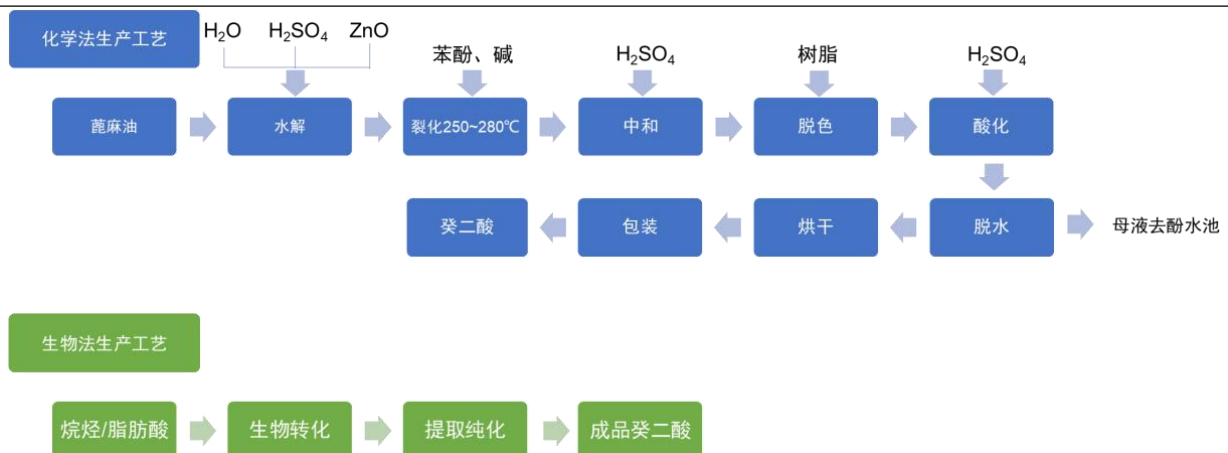 化学法生产工艺
H₂O H₂SO₄ ZnO
苯酚、碱 H₂SO₄ 树脂 H₂SO₄
蓖麻油 水解 裂化250~280℃ 中和 脱色 酸化
癸二酸 包装 烘干 脱水 母液去酚水池
生物法生产工艺
烷烃/脂肪酸 生物转化 提取纯化 成品癸二酸